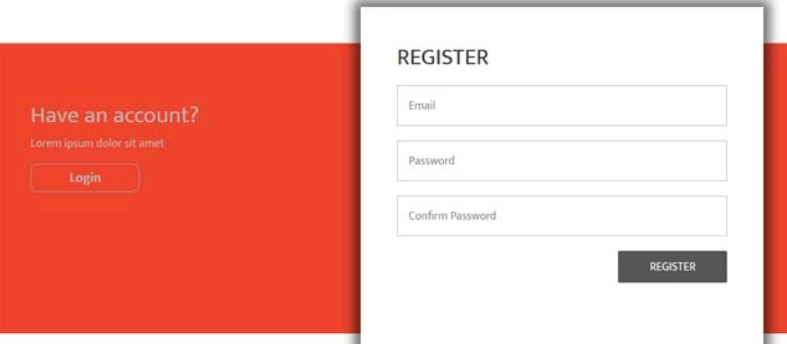 Have an account?
Lorem ipsum dolor sit amet
Login
REGISTER
Email
Password
Confirm Password
REGISTER